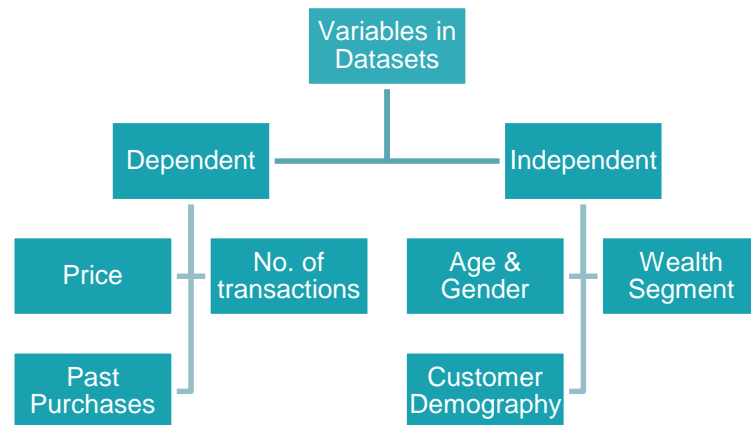 Variables in
Datasets
Dependent
Independent
Price
No. of
transactions
Age &
Gender
Wealth
Segment
Past
Purchases
Customer
Demography